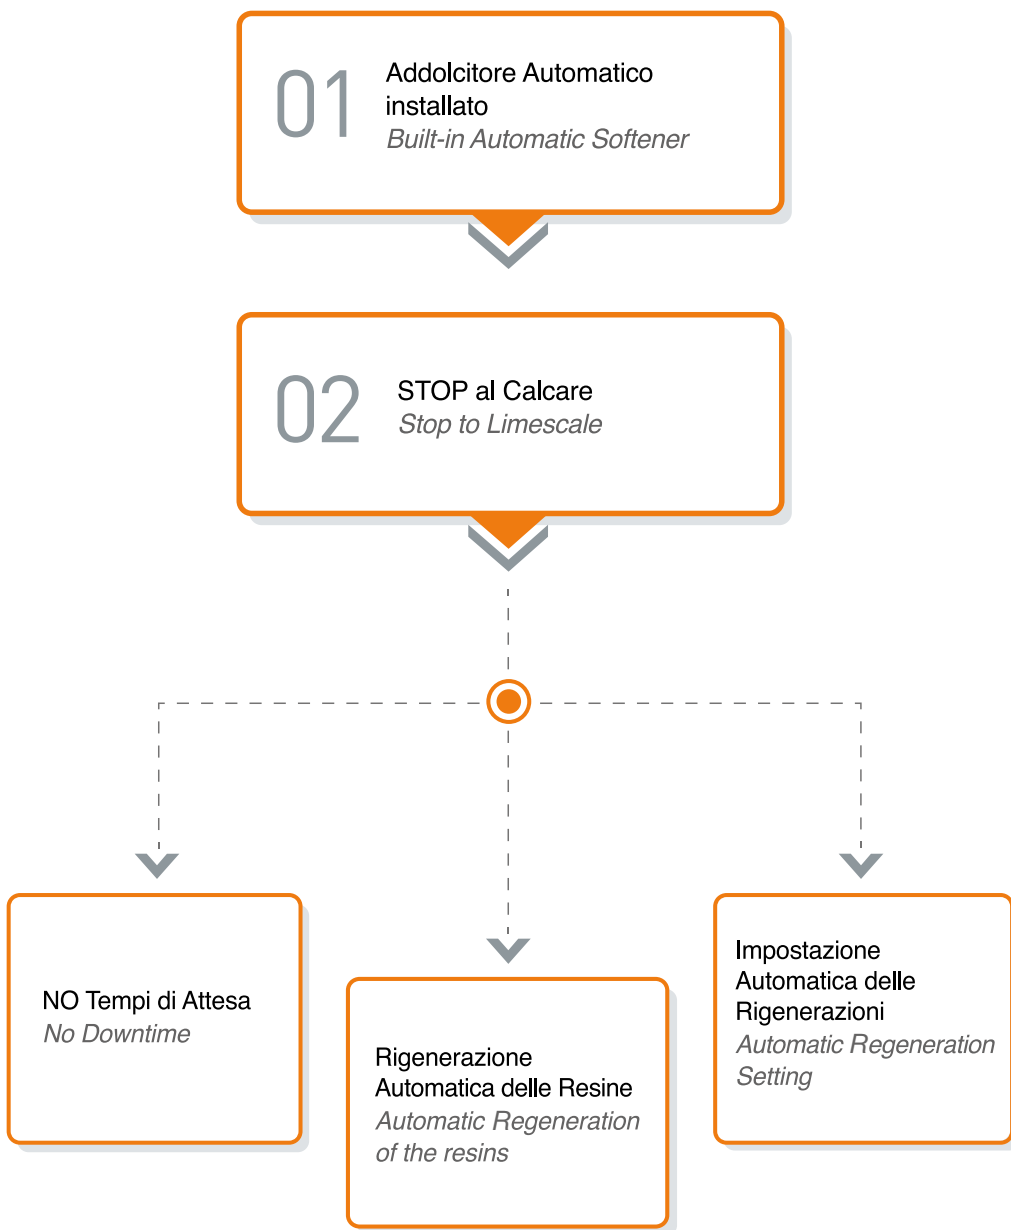 01
Addolcitore Automatico
installato
Built-in Automatic Softener
02
STOP al Calcare
Stop to Limescale
NO Tempi di Attesa
No Downtime
Rigenerazione
Automatica delle Resine
Automatic Regeneration
of the resins
Impostazione
Automatica delle
Rigenerazioni
Automatic Regeneration
Setting